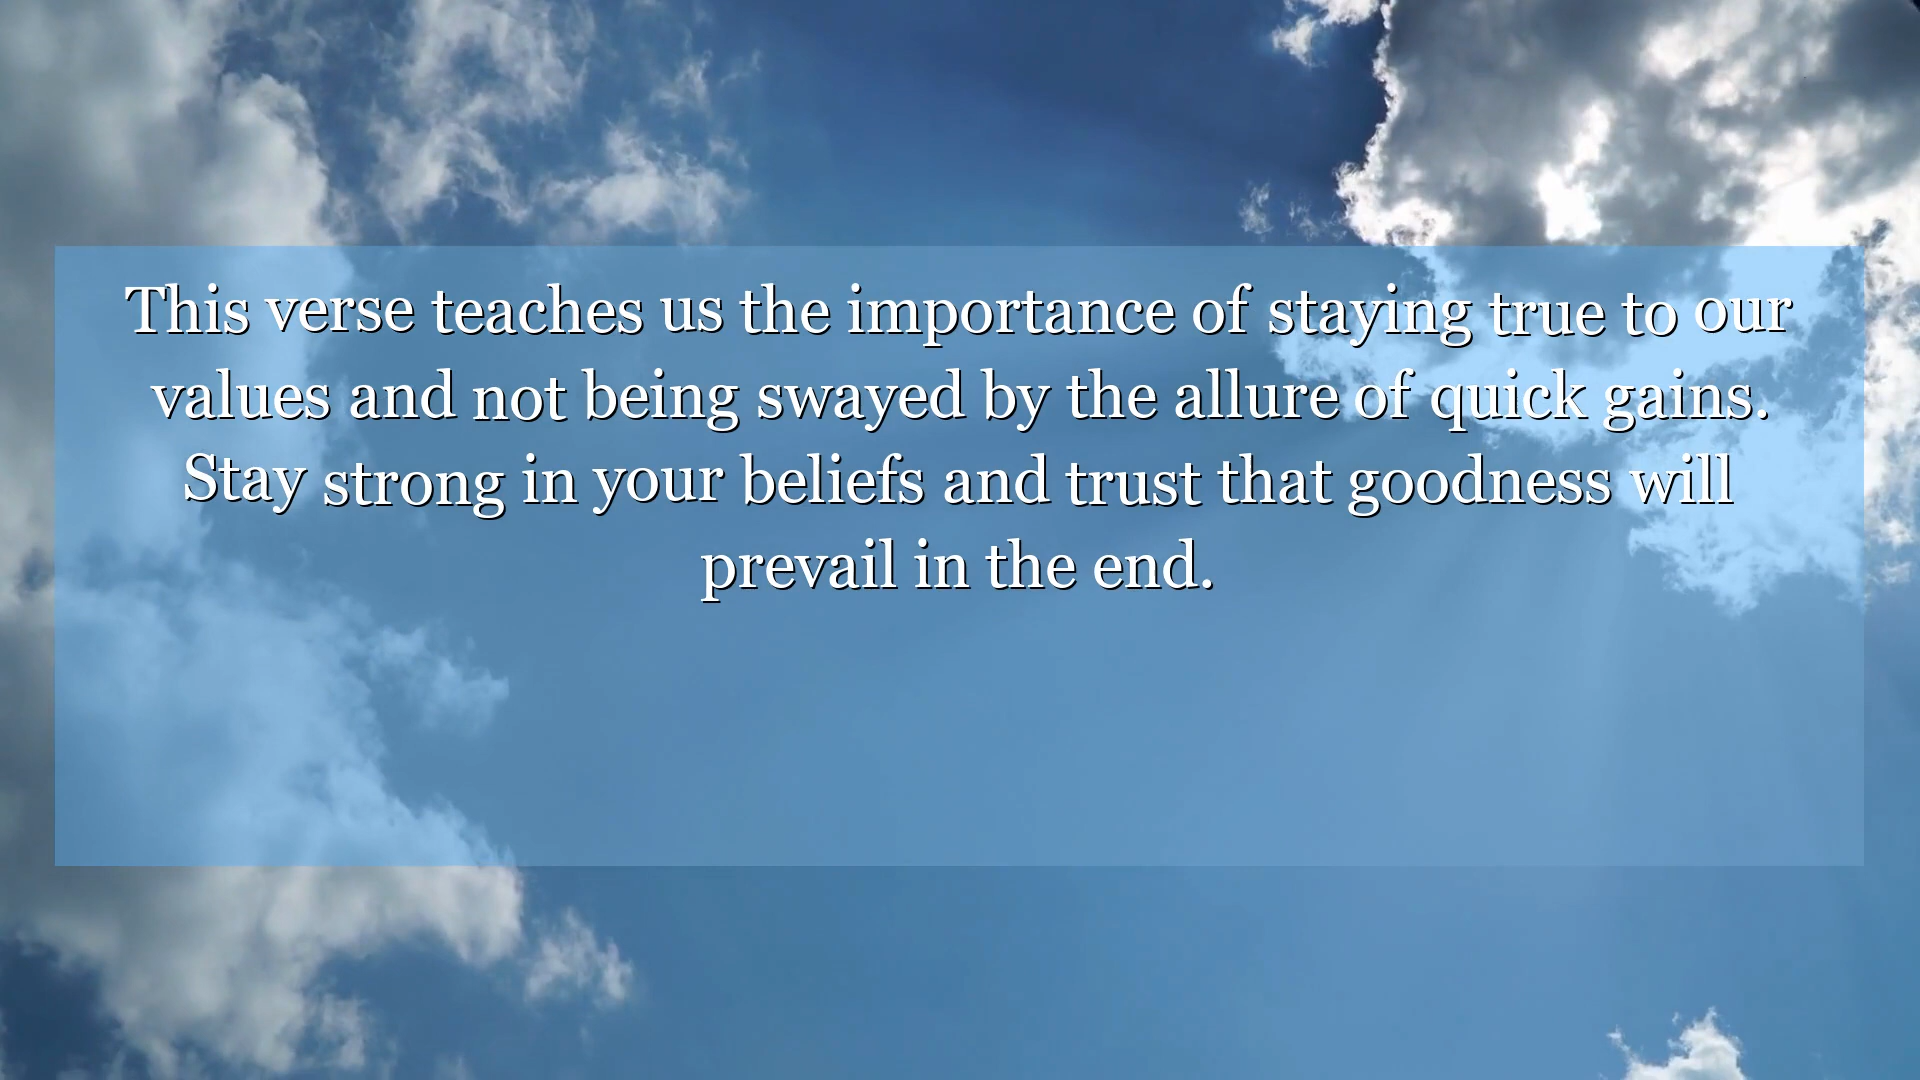 This verse teaches us the importance of staying true to our
values and not being swayed by the allure of quick gains.
Stay strong in your beliefs and trust that goodness will
prevail in the end.